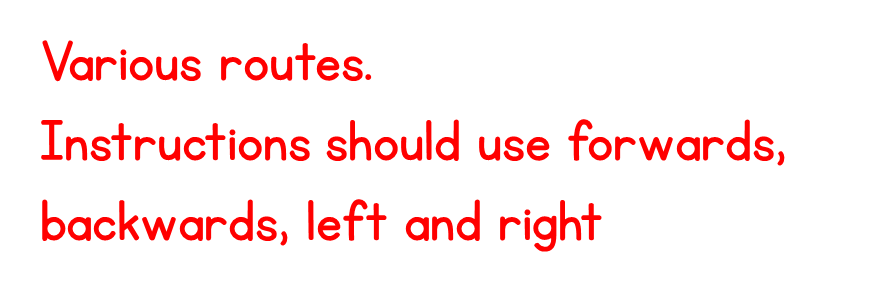 Various routes.
Instructions should use forwards,
backwards, left and right